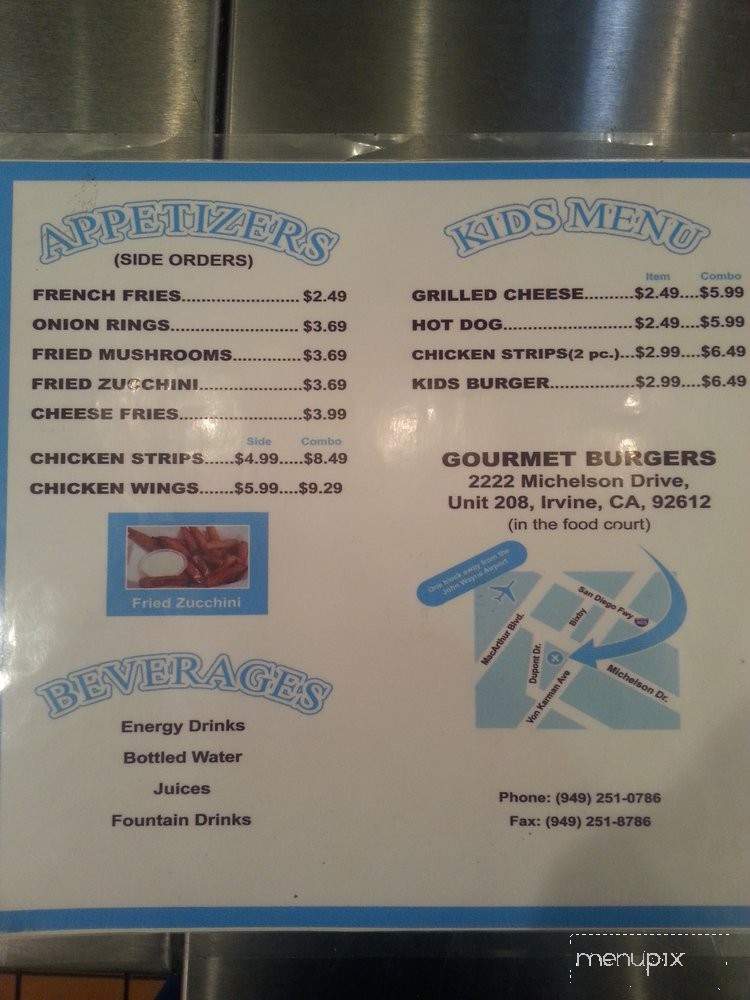 APPETIZERS
(SIDE ORDERS)
FRENCH FRIES............................$2.49
ONION RINGS...............................$3.69
FRIED MUSHROOMS................$3.69
FRIED ZUCCHINI.........................$3.69
CHEESE FRIES.............................$3.99
Side Combo
CHICKEN STRIPS......$4.99.....$8.49
CHICKEN WINGS.......$5.99....$9.29
Fried Zucchini
BEVERAGES
Energy Drinks
Bottled Water
Juices
Fountain Drinks
KIDS MENU
Item Combo
GRILLED CHEESE..........$2.49....$5.99
HOT DOG..........................$2.49....$5.99
CHICKEN STRIPS(2 pc.)...$2.99....$6.49
KIDS BURGER.................$2.99....$6.49
GOURMET BURGERS
2222 Michelson Drive,
Unit 208, Irvine, CA, 92612
(in the food court)
One block away from the
John Wayne Airport
San Diego Fwy
Bixby
MacArthur Blvd.
Dupont Dr.
Michelson Dr.
Von Karman Ave
Phone: (949) 251-0786
Fax: (949) 251-8786
menupix